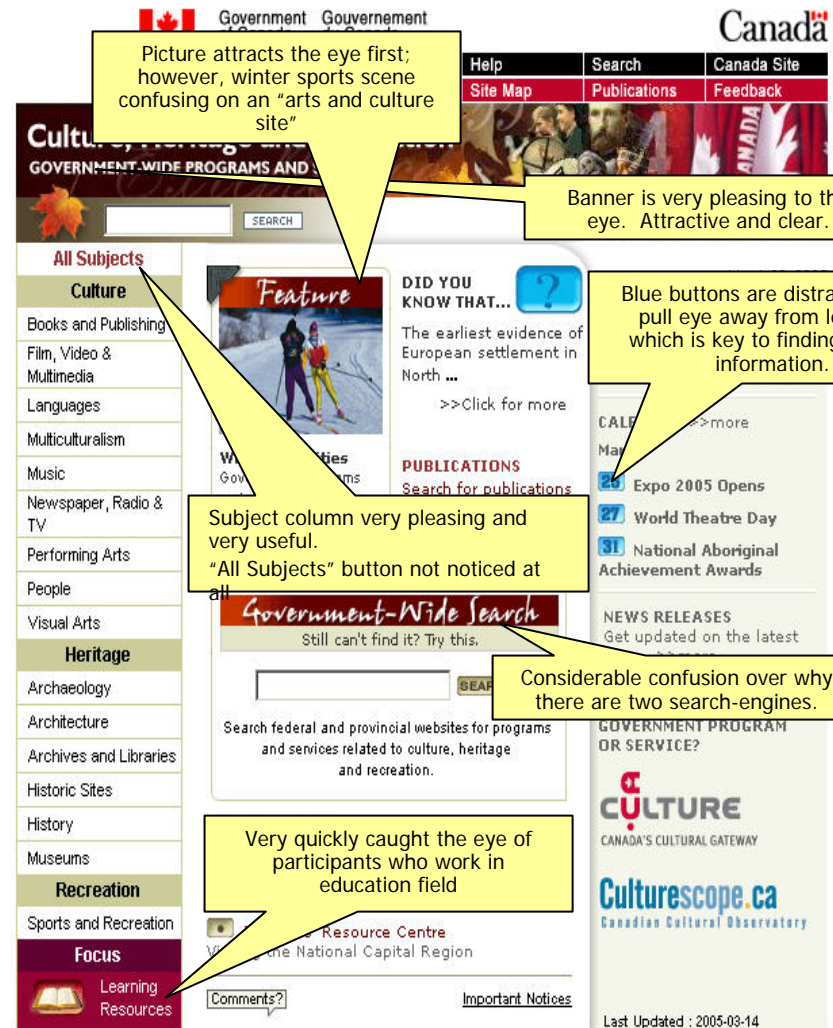 Government Gouvernement
of Canada du Canada
Canada
Picture attracts the eye first;
however, winter sports scene
confusing on an "arts and culture
site"
Help Search Canada Site
Site Map Publications Feedback
CANADA
GOVERNMENT-WIDE PROGRAMS AND
Banner is very pleasing to th
eye. Attractive and clear.
SEARCH
All Subjects
Culture
Books and Publishing
Film, Video &
Multimedia
Languages
Multiculturalism
Music
Newspaper, Radio &
TV
Performing Arts
People
Visual Arts
Heritage
Archaeology
Architecture
Archives and Libraries
Historic Sites
History
Museums
Recreation
Sports and Recreation
Focus
Learning
Resources
Feature
DID YOU
KNOW THAT...
?
The earliest evidence of
European settlement in
North ...
>>Click for more
PUBLICATIONS
Search for publications
Subject column very pleasing and
very useful.
"All Subjects" button not noticed at
all
Government-Wide Search
Still can't find it? Try this.
Search federal and provincial websites for programs
and services related to culture, heritage
and recreation.
Very quickly caught the eye of
participants who work in
education field
Resource Centre
the National Capital Region
Comments?
Important Notices
Blue buttons are distra
pull eye away from
which is key to finding
information.
>>more
25 Expo 2005 Opens
27 World Theatre Day
31 National Aboriginal
Achievement Awards
NEWS RELEASES
Get updated on the latest
Considerable confusion over why
there are two search-engines.
GOVERNMENT PROGRAM
OR SERVICE?
CULTURE
CANADA'S CULTURAL GATEWAY
Culturescope.ca
Canadian Cultural Observatory
Last Updated : 2005-03-14